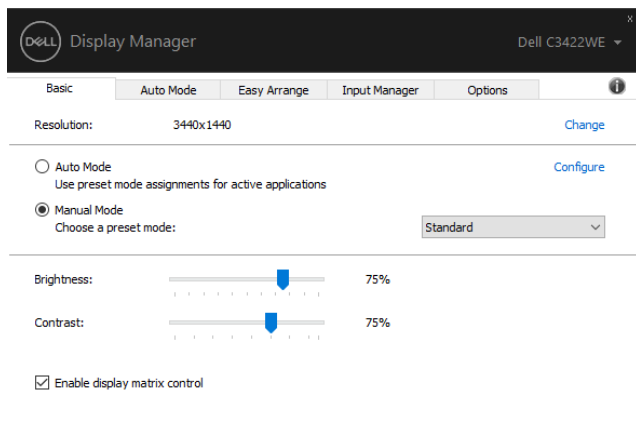 DELL Display Manager Dell C3422WE
x
Basic Auto Mode Easy Arrange Input Manager Options i
Resolution: 3440x1440 Change
Auto Mode Configure
Use preset mode assignments for active applications
Manual Mode
Choose a preset mode: Standard
Brightness: 75%
Contrast: 75%
Enable display matrix control